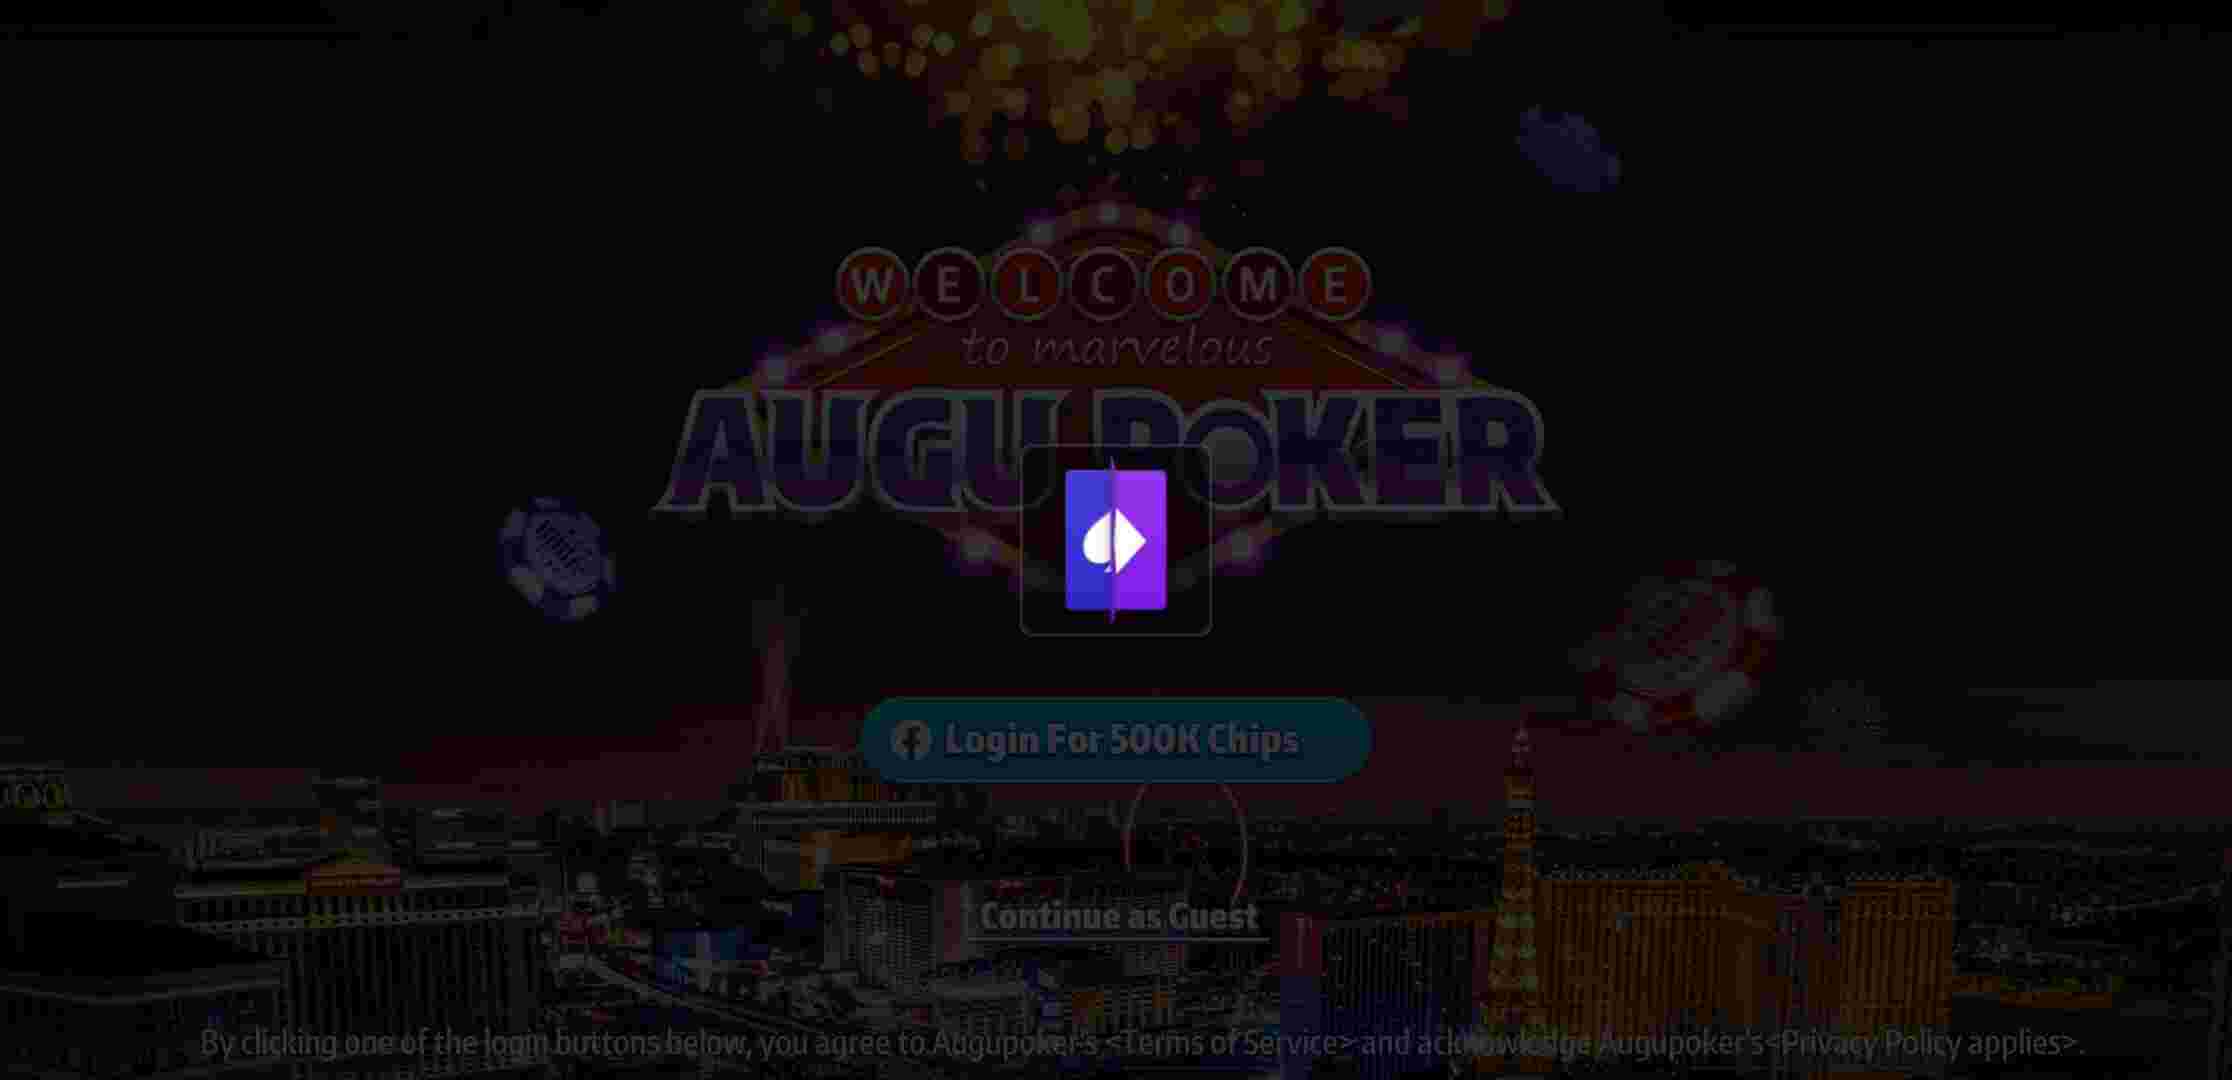 WELCOME
to marvelous
AUGU POKER
Login For 500K Chips
Continue as Guest
By clicking one of the login buttons below, you agree to Augupoker's <Terms of Service> and acknowledge Augupoker's<Privacy Policy applies>.